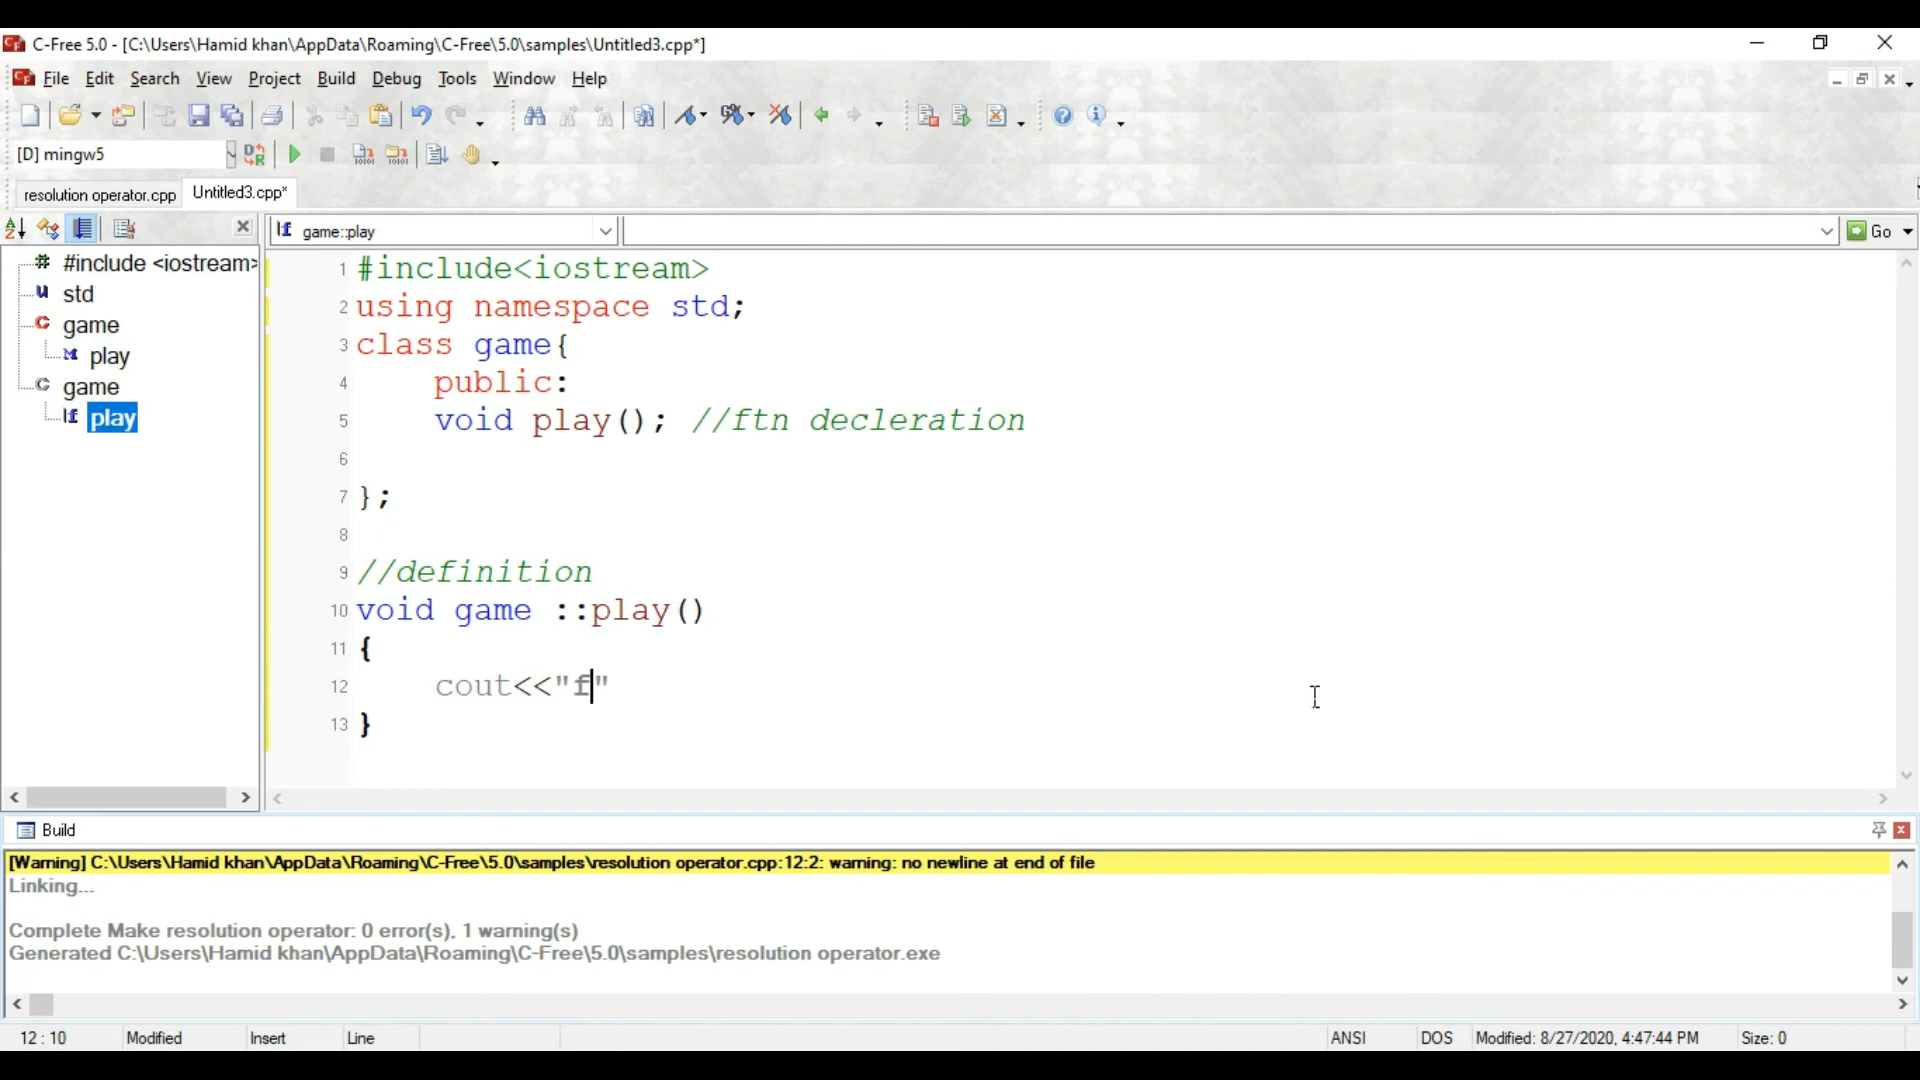 C-Free 5.0 - [C:\Users\Hamid khan\AppData\Roaming\C-Free\5.0\samples\Untitled3.cpp*]
File Edit Search View Project Build Debug Tools Window Help
[D] mingw5
resolution operator.cpp Untitled3.cpp*
game::play
Go
#include <iostream>
std
game
play
game
play
1 #include<iostream>
2 using namespace std;
3 class game{
4 public:
5 void play(); //ftn decleration
6
7 };
8
9 //definition
10 void game ::play()
11 {
12 cout<<"f"
13 }
Build
[Warning] C:\Users\Hamid khan\AppData\Roaming\C-Free\5.0\samples\resolution operator.cpp:12:2: warning: no newline at end of file
Linking...
Complete Make resolution operator: 0 error(s), 1 warning(s)
Generated C:\Users\Hamid khan\AppData\Roaming\C-Free\5.0\samples\resolution operator.exe
12 : 10 Modified Insert Line ANSI DOS Modified: 8/27/2020, 4:47:44 PM Size: 0